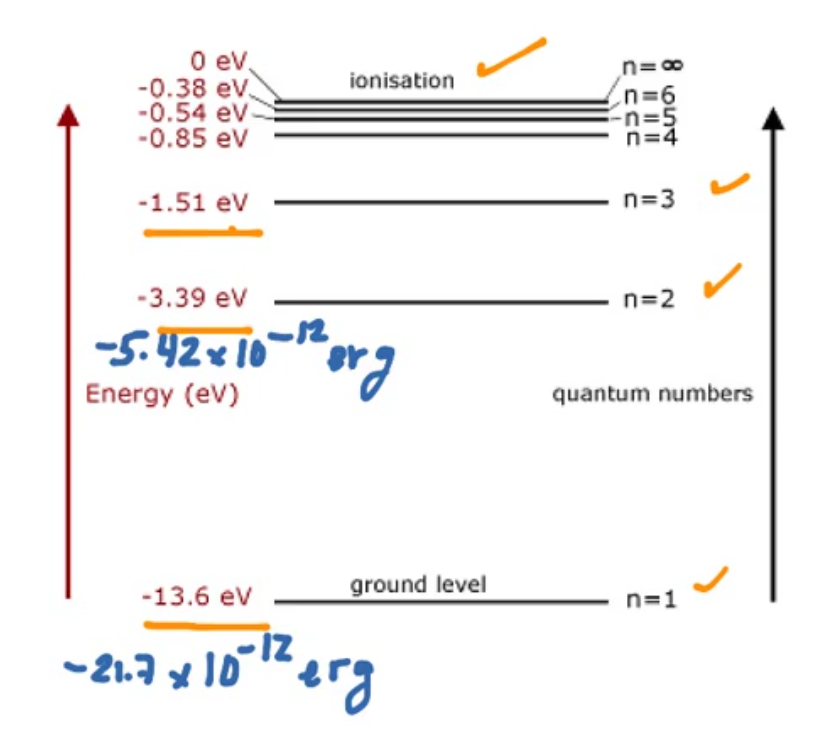 0 eV
ionisation
n=∞
-0.38 eV
n=6
-0.54 eV
n=5
-0.85 eV
n=4
-1.51 eV
n=3
-3.39 eV
n=2
-5.42 x 10^-12 erg
Energy (eV)
quantum numbers
-13.6 eV
ground level
n=1
-21.7 x 10^-12 erg